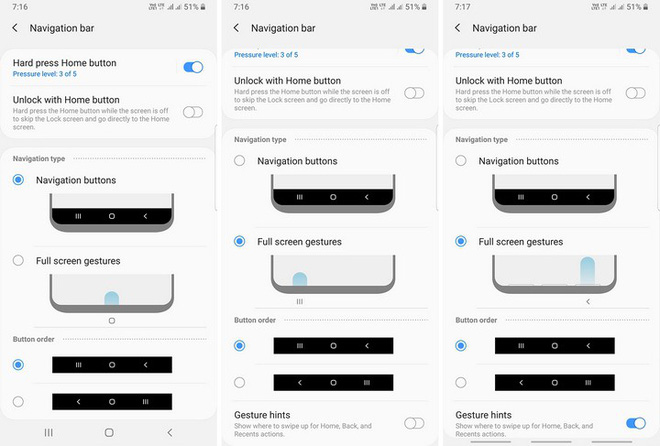 7:16
51%
Navigation bar
Hard press Home button
Pressure level: 3 of 5
Unlock with Home button
Hard press the Home button while the screen is off
to skip the Lock screen and go directly to the Home
screen.
Navigation type
Navigation buttons
Full screen gestures
Button order
7:16
51%
Navigation bar
Pressure level: 3 of 5
Unlock with Home button
Hard press the Home button while the screen is off
to skip the Lock screen and go directly to the Home
screen.
Navigation type
Navigation buttons
Full screen gestures
Button order
Gesture hints
Show where to swipe up for Home, Back, and
Recents actions.
7:17
51%
Navigation bar
Pressure level: 3 of 5
Unlock with Home button
Hard press the Home button while the screen is off
to skip the Lock screen and go directly to the Home
screen.
Navigation type
Navigation buttons
Full screen gestures
Button order
Gesture hints
Show where to swipe up for Home, Back, and
Recents actions.